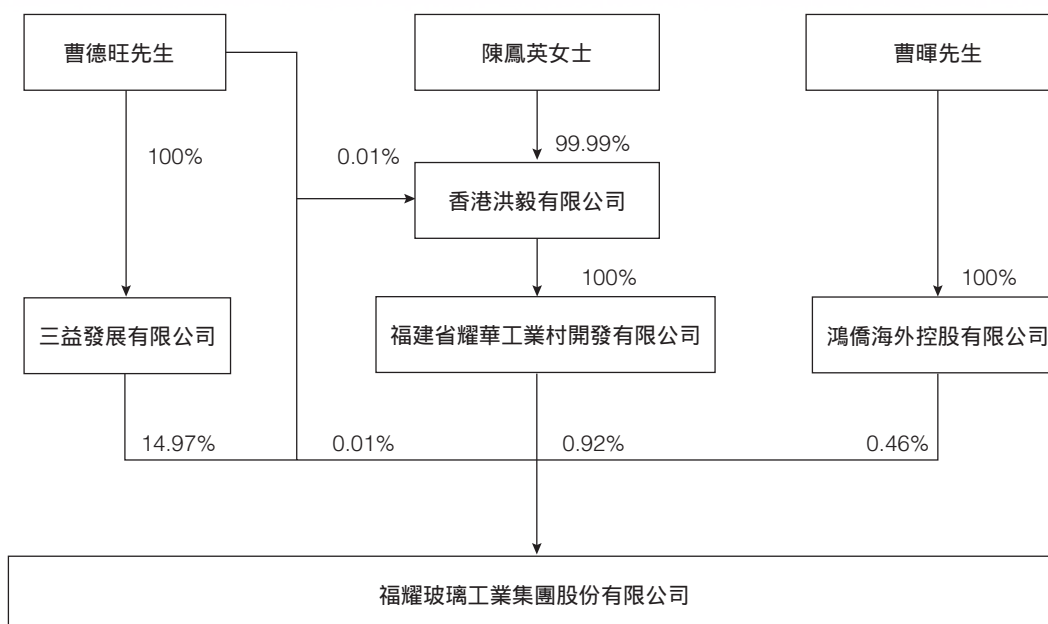 曹德旺先生
陳鳳英女士
曹暉先生
100%
0.01%
99.99%
香港洪毅有限公司
100%
100%
三益發展有限公司
福建省耀華工業村開發有限公司
鴻僑海外控股有限公司
14.97%
0.01%
0.92%
0.46%
福耀玻璃工業集團股份有限公司